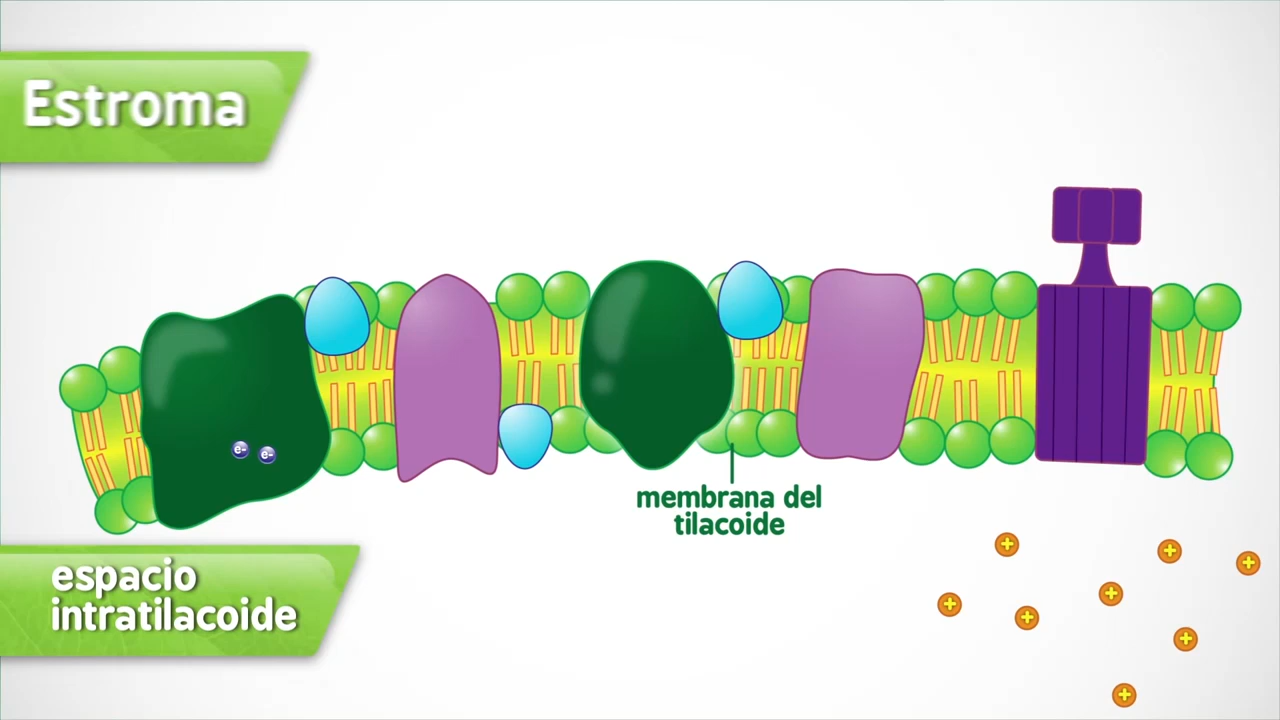 Estroma
e- e-
membrana del
tilacoide
espacio
intratilacoide
+ + +
+ + +
+
+